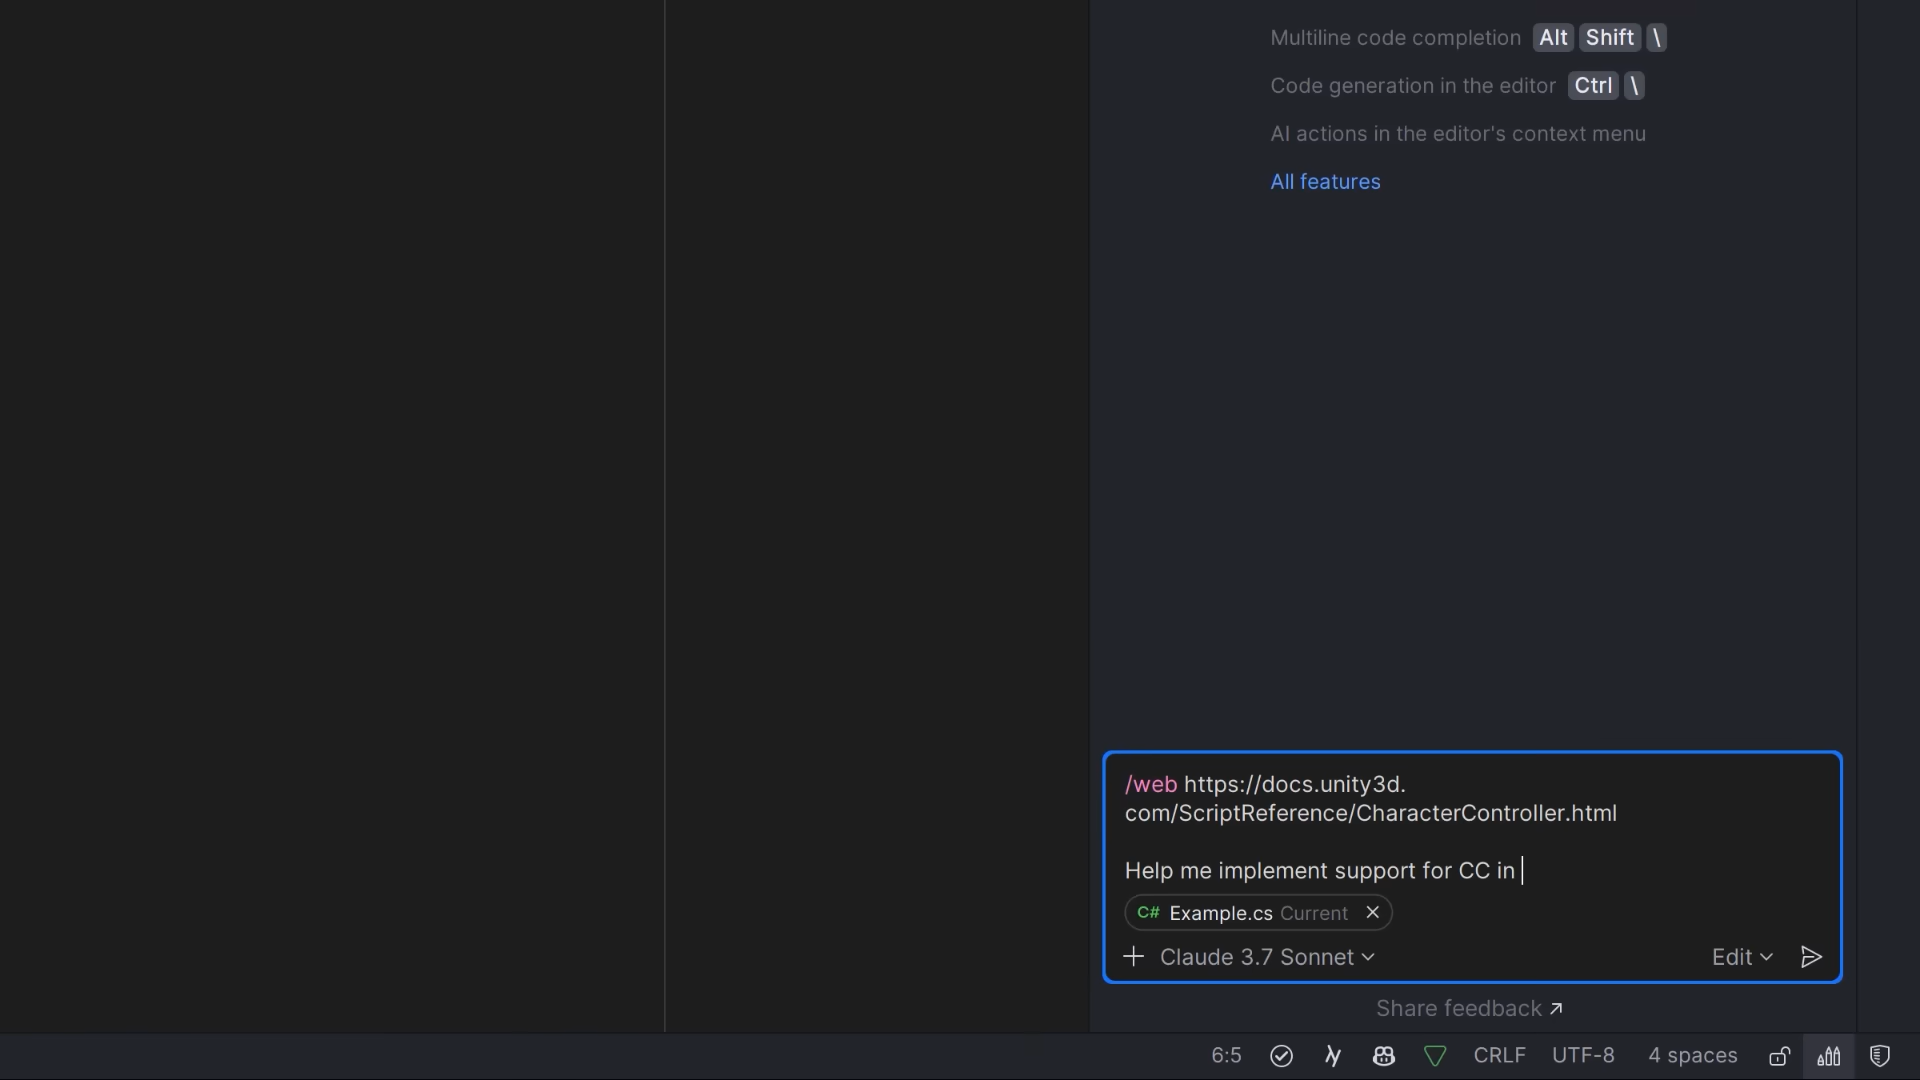 Multiline code completion Alt Shift \
Code generation in the editor Ctrl \
AI actions in the editor's context menu
All features
/web https://docs.unity3d.
com/ScriptReference/CharacterController.html
Help me implement support for CC in
C# Example.cs Current
Claude 3.7 Sonnet Edit
Share feedback
6:5 CRLF UTF-8 4 spaces